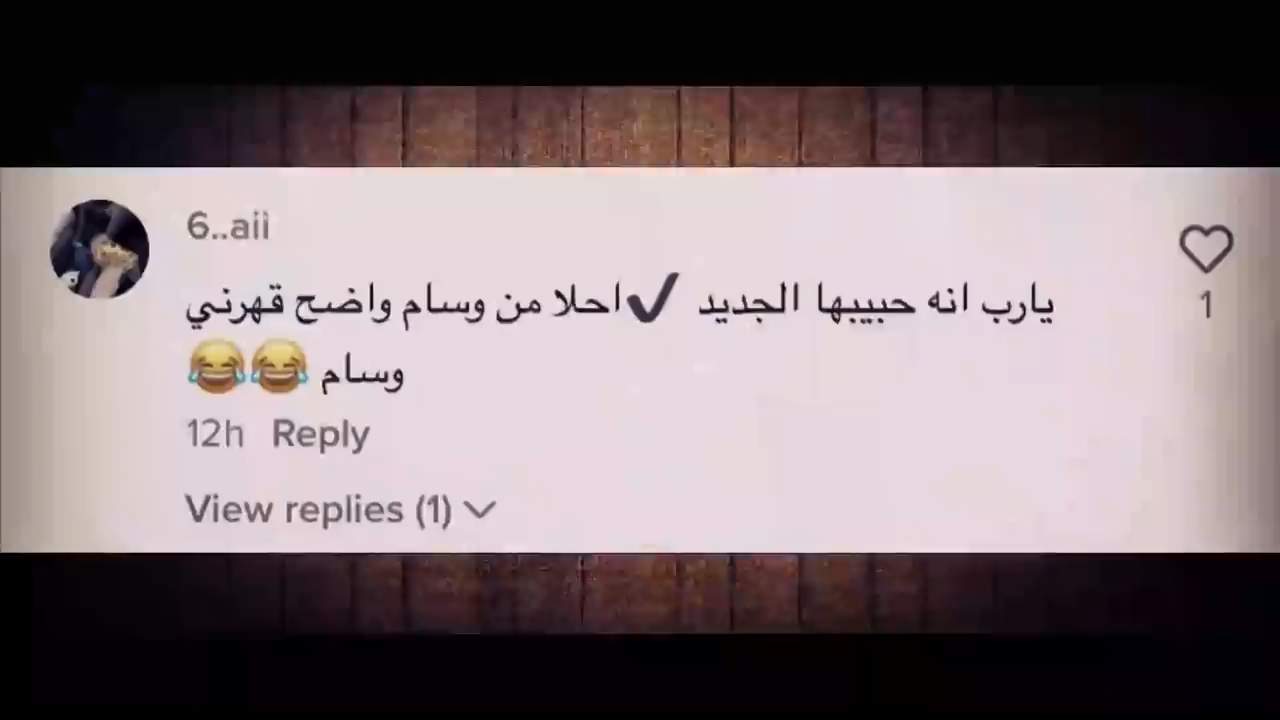 6..aii
يارب انه حبيبها الجديد ✔️احلا من وسام واضح قهرني
وسام 😂😂
12h Reply
1
View replies (1)